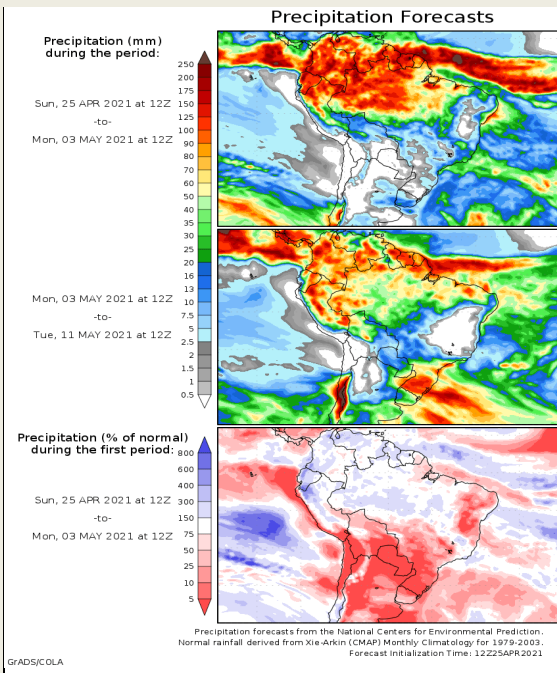 Precipitation Forecasts
Precipitation (mm)
during the period:
Sun, 25 APR 2021 at 12Z
-to-
Mon, 03 MAY 2021 at 12Z
250
200
175
150
125
100
90
80
70
60
50
40
35
30
25
20
16
13
10
7.5
5
2.5
2
1.5
1
0.5
Mon, 03 MAY 2021 at 12Z
-to-
Tue, 11 MAY 2021 at 12Z
Precipitation (% of normal)
during the first period:
800
600
400
300
150
75
50
25
10
5
Sun, 25 APR 2021 at 12Z
-to-
Mon, 03 MAY 2021 at 12Z
Precipitation forecasts from the National Centers for Environmental Prediction.
Normal rainfall derived from Xie-Arkin (CMAP) Monthly Climatology for 1979-2003.
Forecast Initialization Time: 12Z25APR2021
GrADS/COLA